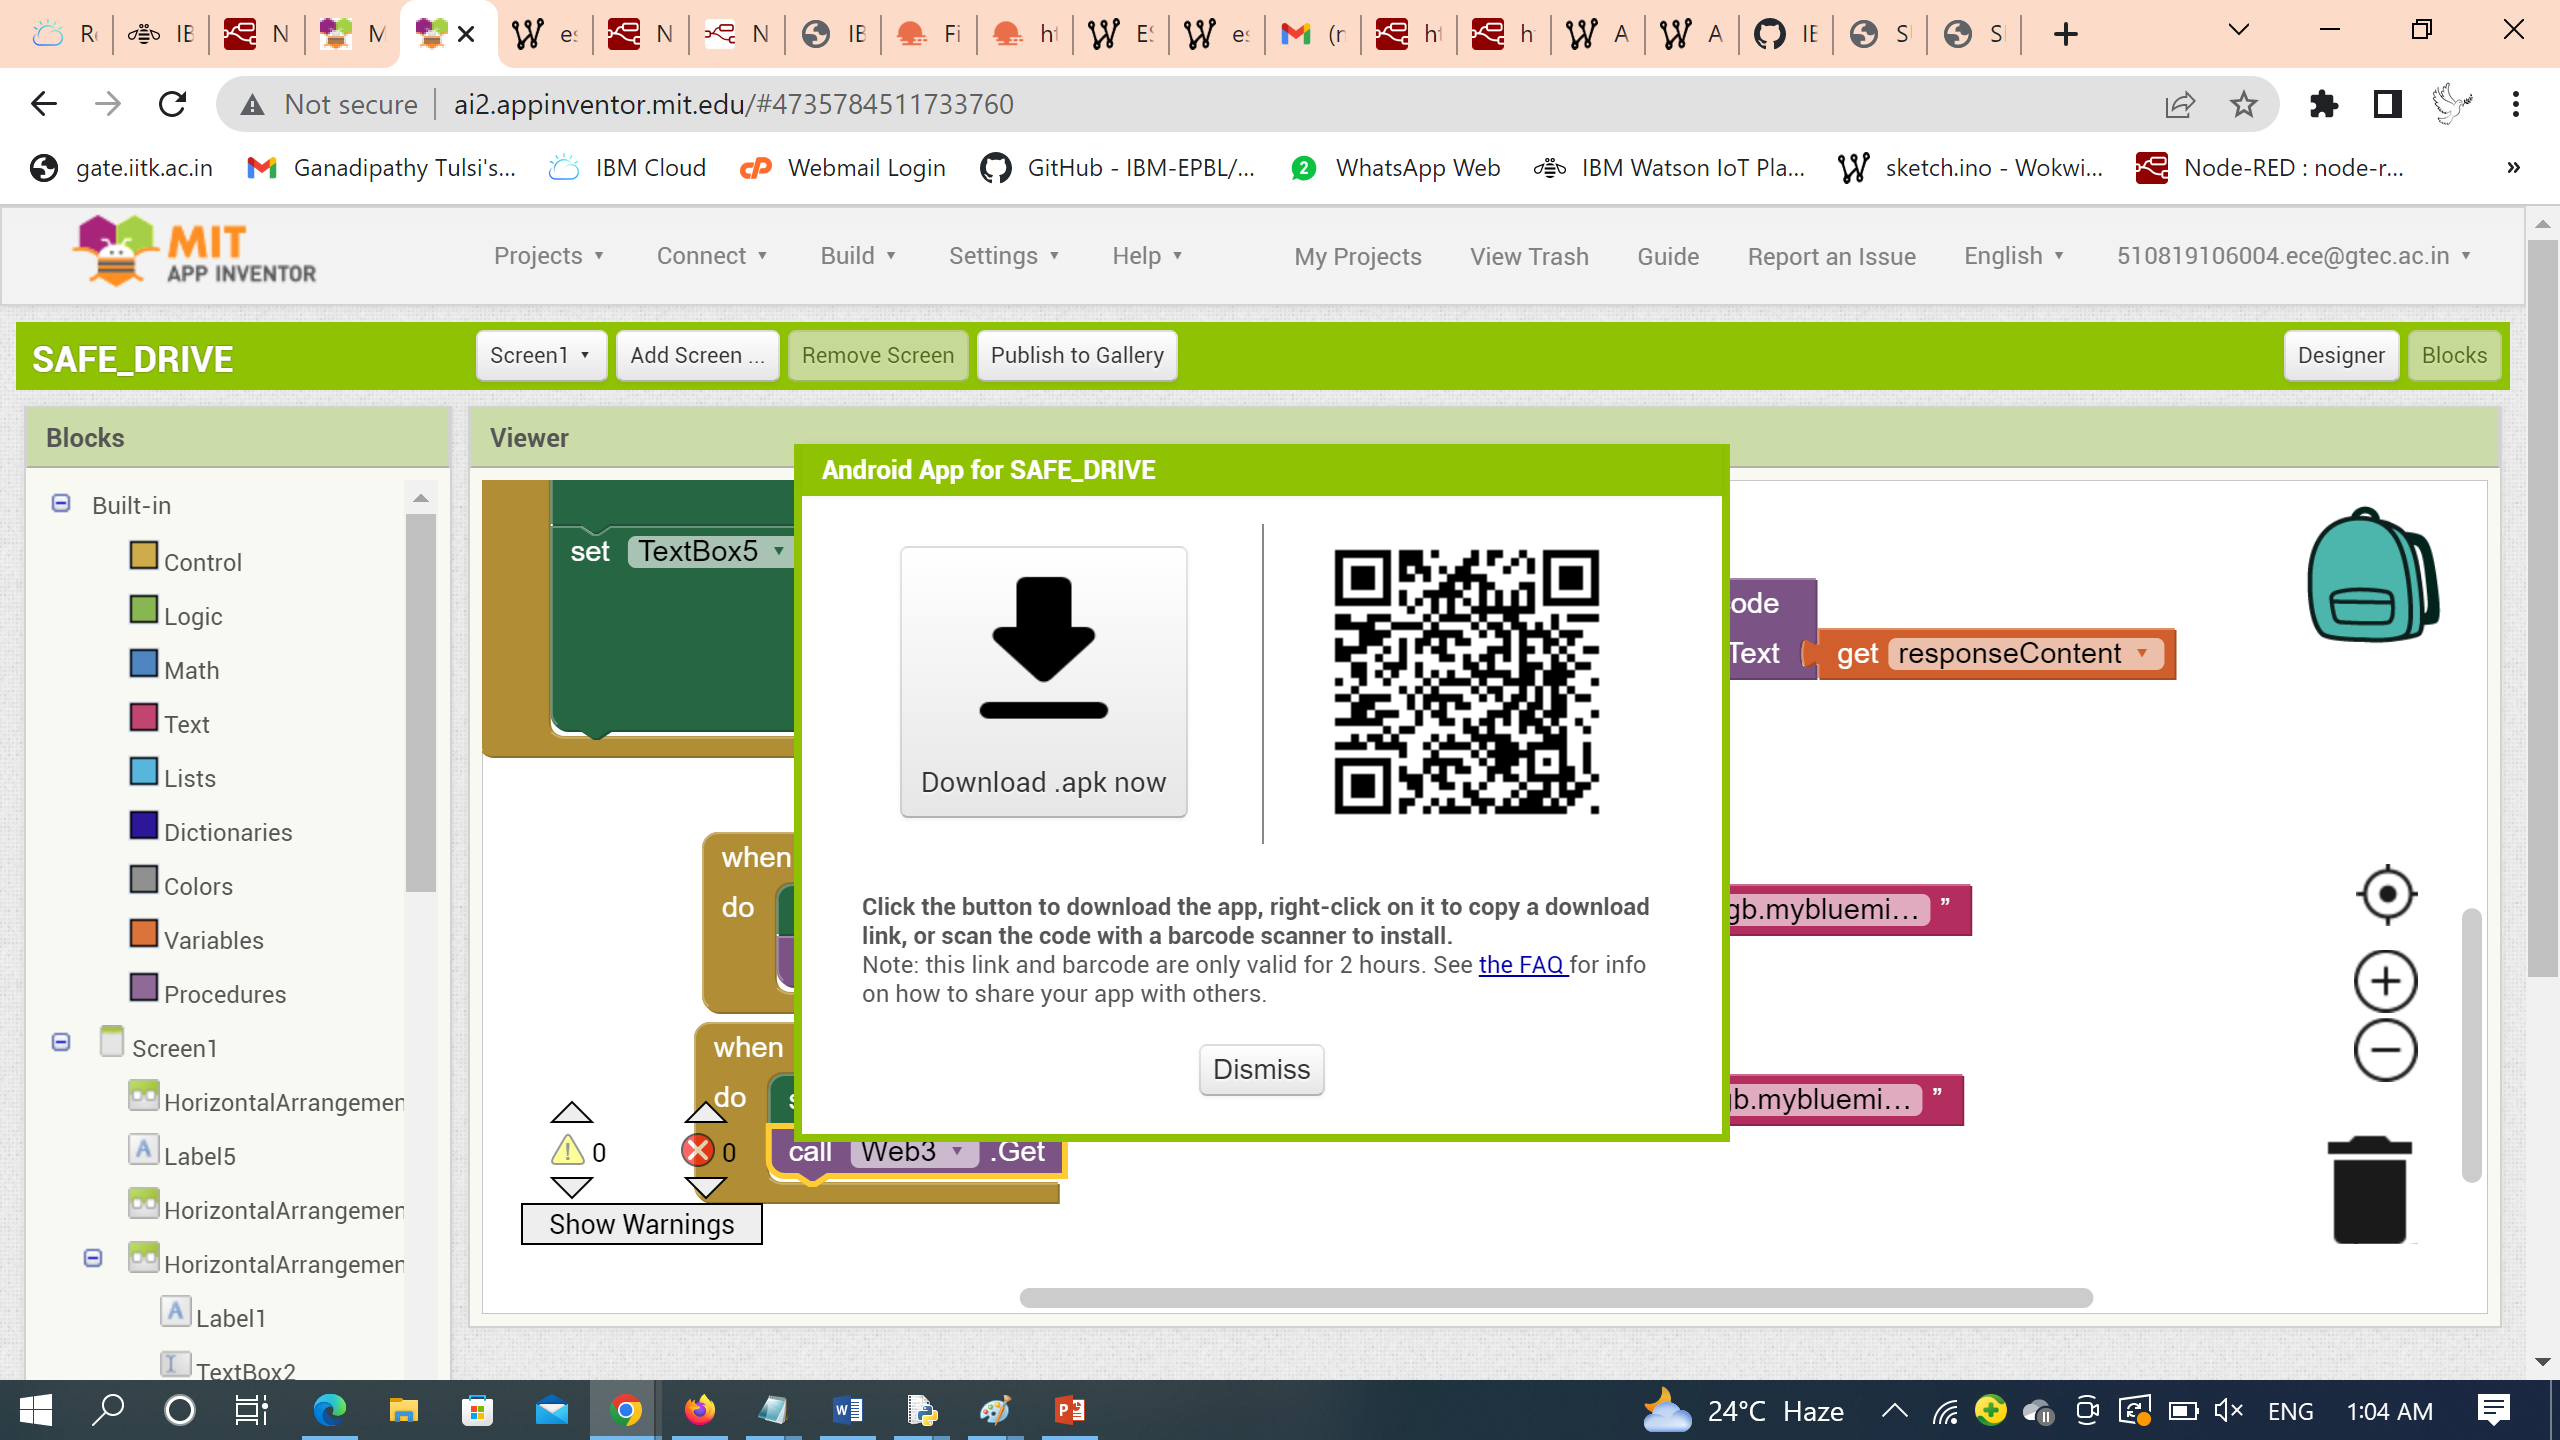 Re
IB
N
M
es
N
N
IB
Fi
ht
ES
es
(n
ht
h
A
A
IE
S
S
Not secure
ai2.appinventor.mit.edu/#4735784511733760
gate.iitk.ac.in
Ganadipathy Tulsi's...
IBM Cloud
Webmail Login
GitHub - IBM-EPBL/...
2
WhatsApp Web
IBM Watson IoT Pla...
sketch.ino - Wokwi...
Node-RED : node-r...
»
MIT
APP INVENTOR
Projects
Connect
Build
Settings
Help
My Projects
View Trash
Guide
Report an Issue
English
510819106004.ece@gtec.ac.in
SAFE_DRIVE
Screen1
Add Screen ...
Remove Screen
Publish to Gallery
Designer
Blocks
Blocks
Built-in
Control
Logic
Math
Text
Lists
Dictionaries
Colors
Variables
Procedures
Screen1
HorizontalArrangemen
Label5
HorizontalArrangemen
HorizontalArrangemen
Label1
TextBox2
Viewer
set TextBox5
ode
Text
get responseContent
when
do
gb.mybluemi... ”
when
do
s
gb.mybluemi... ”
call Web3 .Get
0
0
Show Warnings
Android App for SAFE_DRIVE
Download .apk now
Click the button to download the app, right-click on it to copy a download
link, or scan the code with a barcode scanner to install.
Note: this link and barcode are only valid for 2 hours. See the FAQ for info
on how to share your app with others.
Dismiss
24°C Haze
ENG
1:04 AM